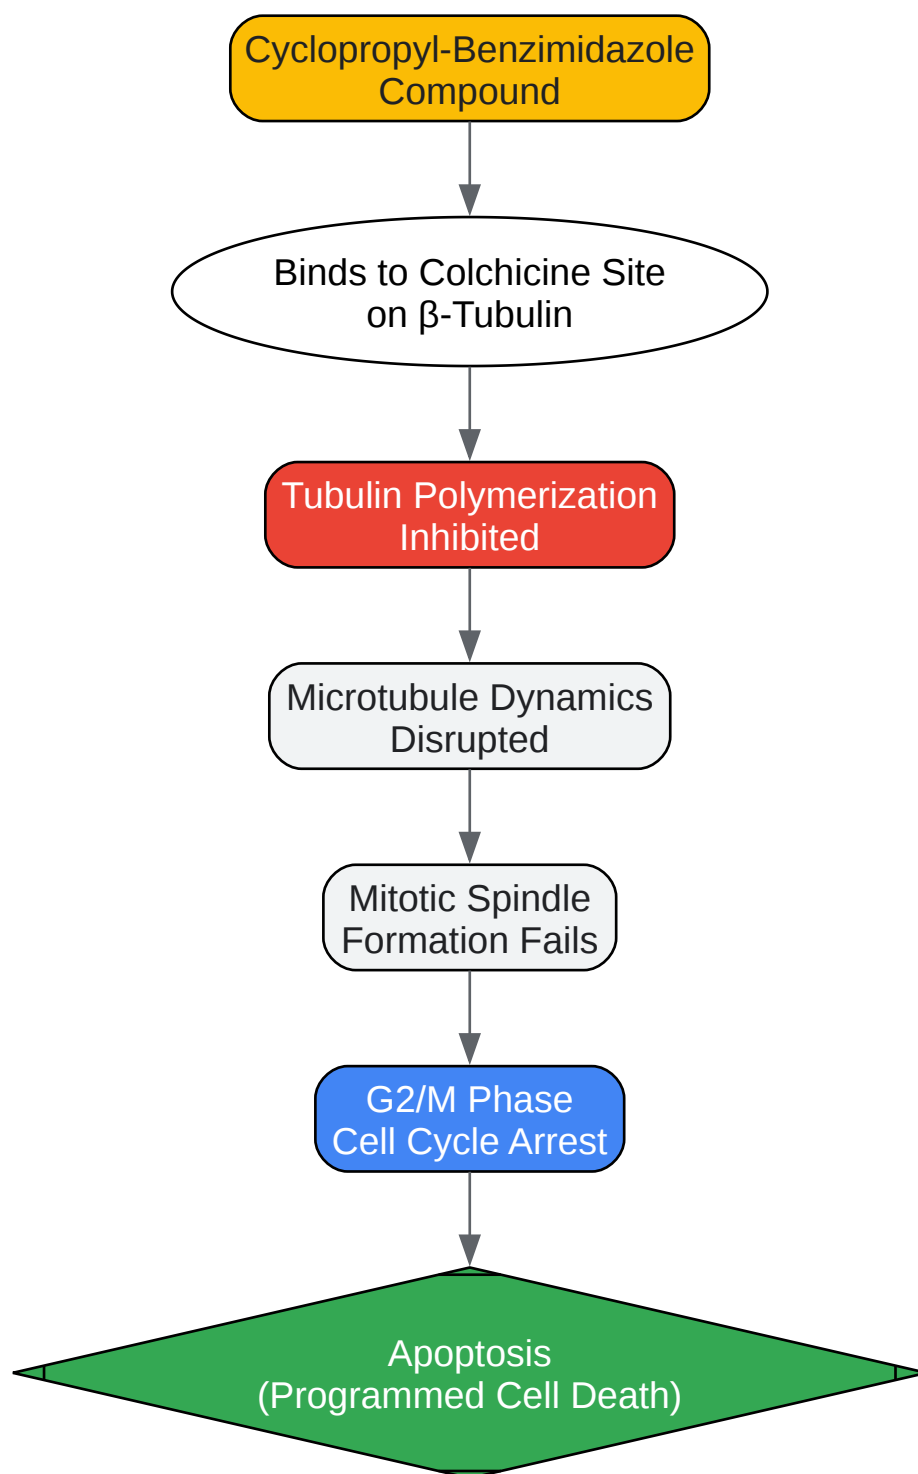 Cyclopropyl-Benzimidazole
Compound
Binds to Colchicine Site
on β-Tubulin
Tubulin Polymerization
Inhibited
Microtubule Dynamics
Disrupted
Mitotic Spindle
Formation Fails
G2/M Phase
Cell Cycle Arrest
Apoptosis
(Programmed Cell Death)